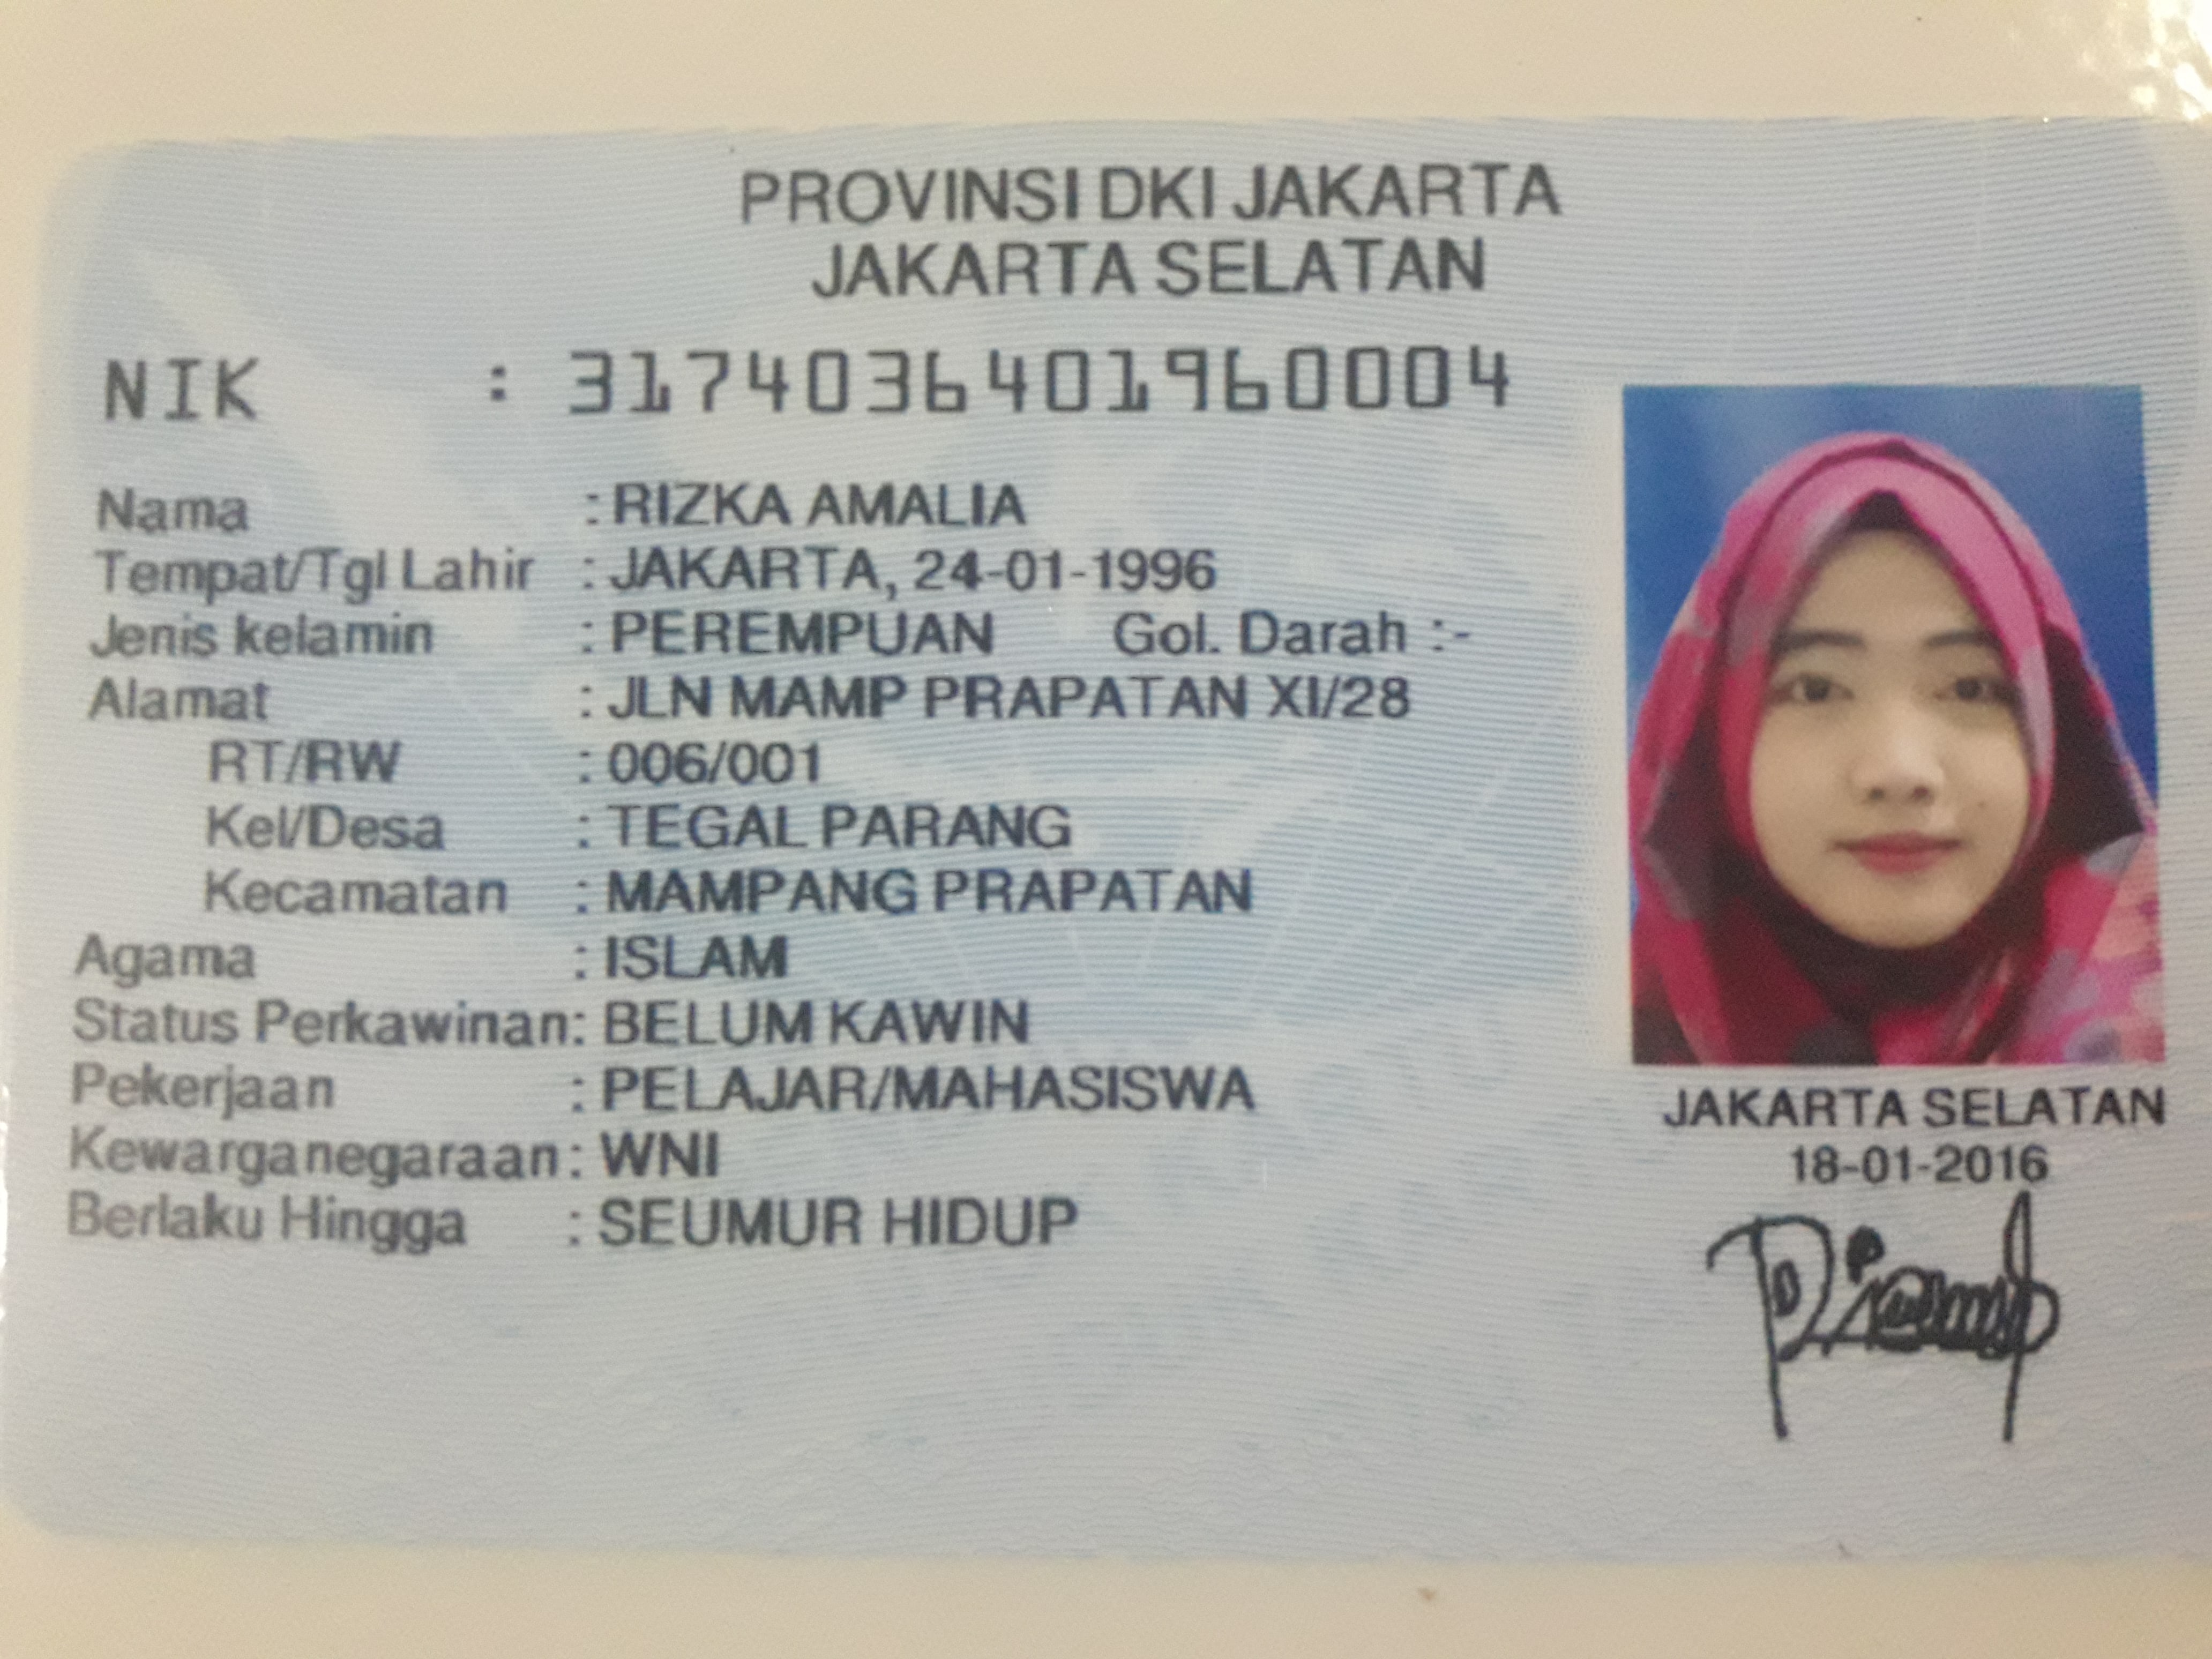 PROVINSI DKI JAKARTA
JAKARTA SELATAN
NIK : 3174036401960004
Nama : RIZKA AMALIA
Tempat/Tgl Lahir : JAKARTA, 24-01-1996
Jenis kelamin : PEREMPUAN Gol. Darah :-
Alamat : JLN MAMP PRAPATAN XI/28
RT/RW : 006/001
Kel/Desa : TEGAL PARANG
Kecamatan : MAMPANG PRAPATAN
Agama : ISLAM
Status Perkawinan: BELUM KAWIN
Pekerjaan : PELAJAR/MAHASISWA
Kewarganegaraan: WNI
Berlaku Hingga : SEUMUR HIDUP
JAKARTA SELATAN
18-01-2016